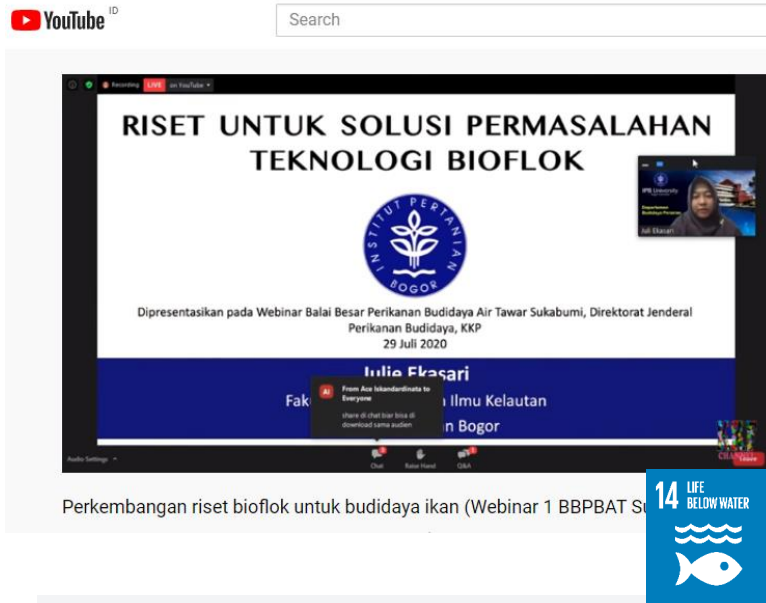 YouTube ID
Search
Recording LIVE on YouTube
RISET UNTUK SOLUSI PERMASALAHAN
TEKNOLOGI BIOFLOK
IPB University
Departemen
Budidaya Perairan
Juli Ekasari
INSTITUT PERTANIAN
BOGOR
Dipresentasikan pada Webinar Balai Besar Perikanan Budidaya Air Tawar Sukabumi, Direktorat Jenderal
Perikanan Budidaya, KKP
29 Juli 2020
Julie Ekasari
Fak
Ilmu Kelautan
n Bogor
AI
From Ace Iskandardinata to
Everyone
share di chat biar bisa di
download sama audien
Audio Settings
Chat
Raise Hand
Q&A
CHANNEL
Leave
Perkembangan riset bioflok untuk budidaya ikan (Webinar 1 BBPBAT Su
14 LIFE
BELOW WATER